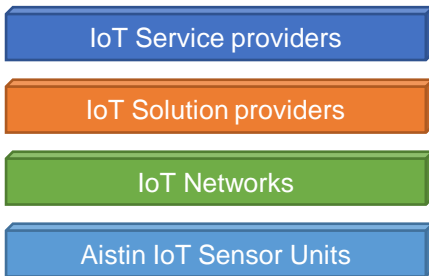 IoT Service providers
IoT Solution providers
IoT Networks
Aistin IoT Sensor Units